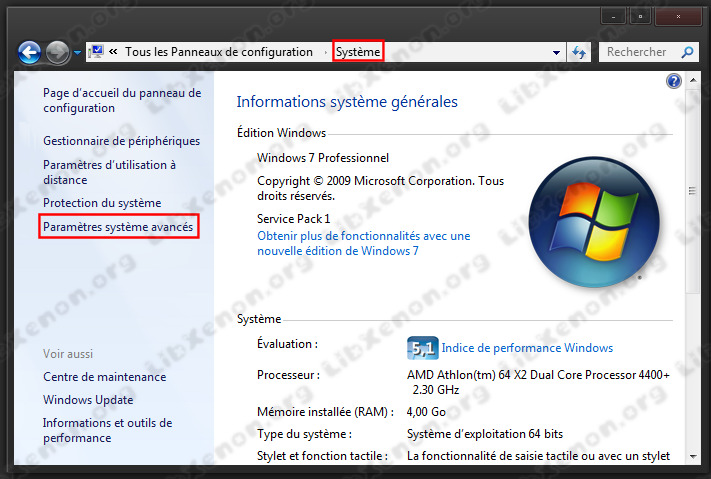 « Tous les Panneaux de configuration
Système
Rechercher
Page d'accueil du panneau de
configuration
Gestionnaire de périphériques
Paramètres d'utilisation à
distance
Protection du système
Paramètres système avancés
Voir aussi
Centre de maintenance
Windows Update
Informations et outils de
performance
Informations système générales
Édition Windows
Windows 7 Professionnel
Copyright © 2009 Microsoft Corporation. Tous
droits réservés.
Service Pack 1
Obtenir plus de fonctionnalités avec une
nouvelle édition de Windows 7
Système
Évaluation :
5,1 Indice de performance Windows
Processeur :
AMD Athlon(tm) 64 X2 Dual Core Processor 4400+
2.30 GHz
Mémoire installée (RAM) :
4,00 Go
Type du système :
Système d'exploitation 64 bits
Stylet et fonction tactile :
La fonctionnalité de saisie tactile ou avec un stylet
LibXenon.org